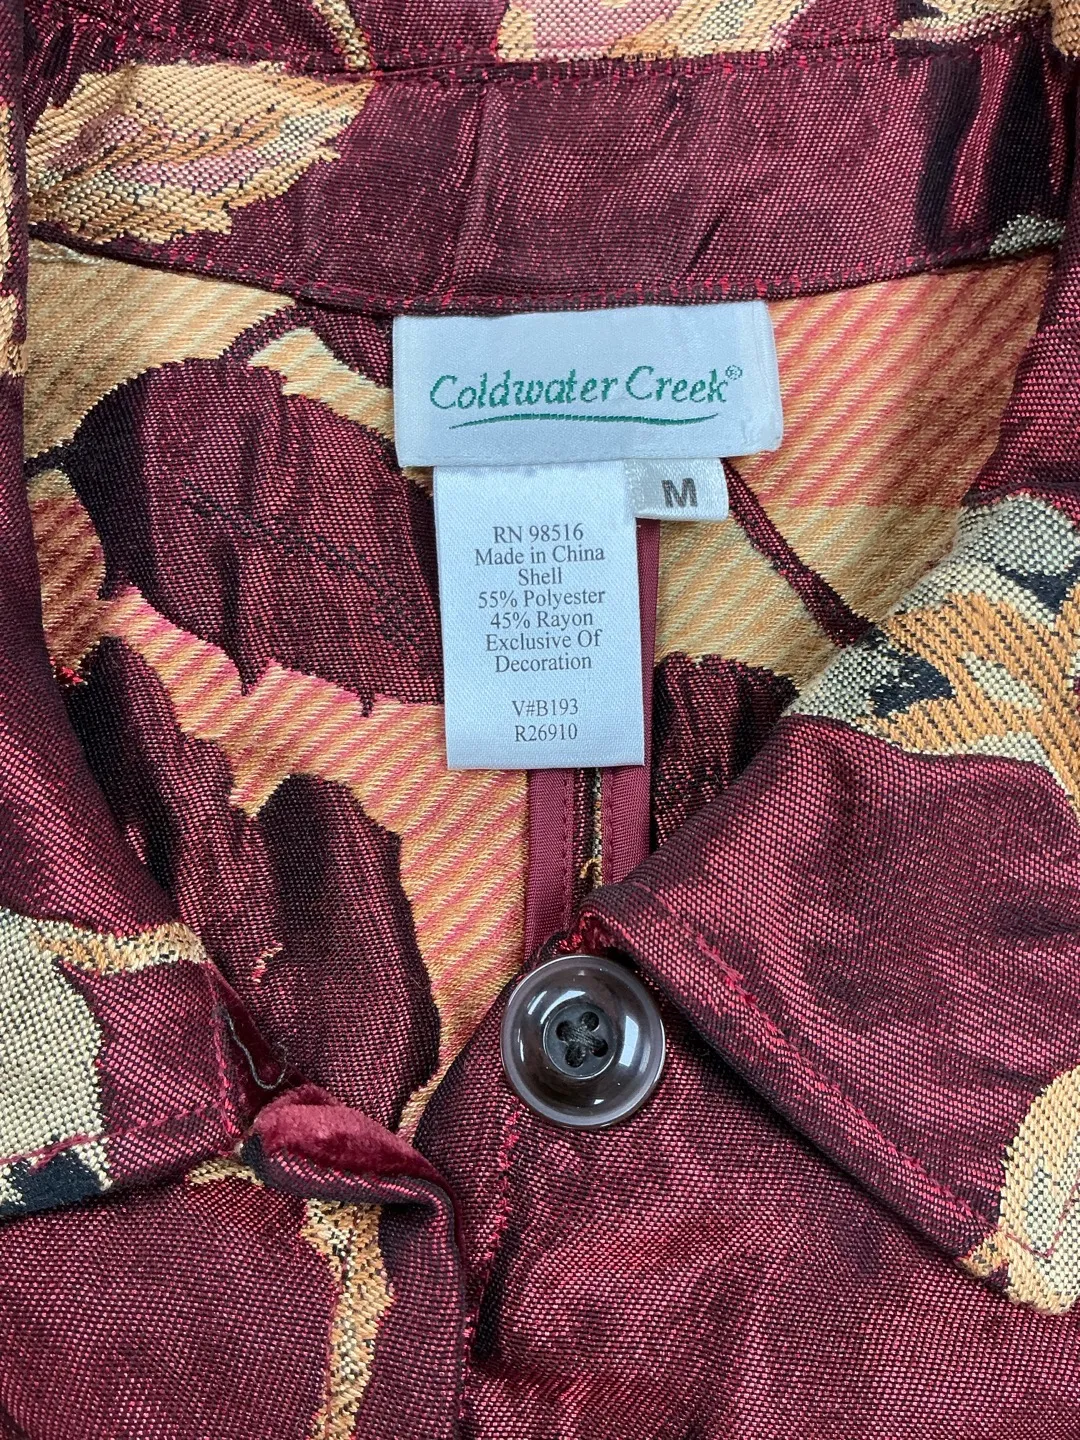 Coldwater Creek®
M
RN 98516
Made in China
Shell
55% Polyester
45% Rayon
Exclusive Of
Decoration
V#B193
R26910